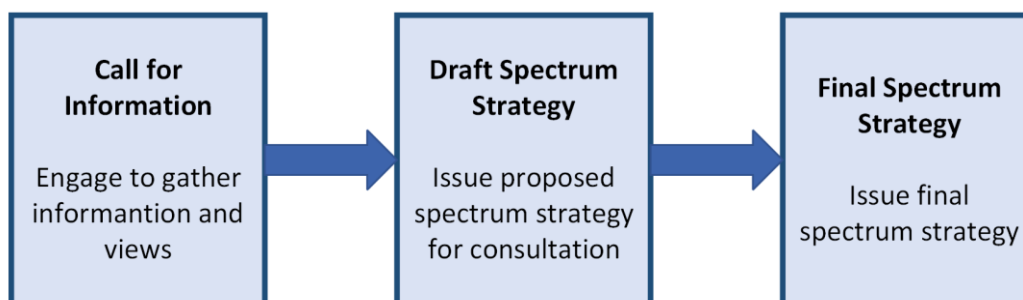 Call for
Information
Engage to gather
informantion and
views
Draft Spectrum
Strategy
Issue proposed
spectrum strategy
for consultation
Final Spectrum
Strategy
Issue final
spectrum strategy